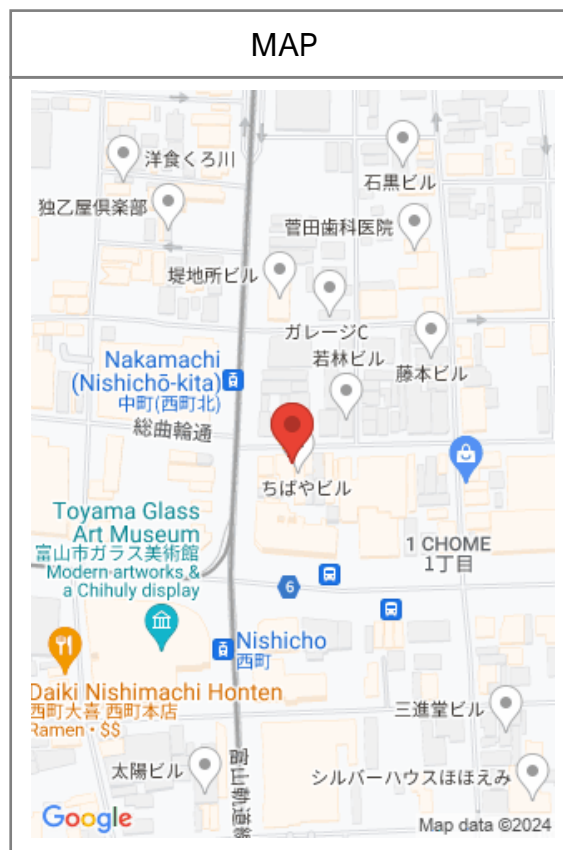 MAP
洋食くろ川
石黒ビル
独乙屋倶楽部
菅田歯科医院
堤地所ビル
ガレージC
若林ビル
藤本ビル
Nakamachi
(Nishichō-kita)
中町(西町北)
総曲輪通
ちばやビル
Toyama Glass
Art Museum
富山市ガラス美術館
Modern artworks &
a Chihuly display
1 CHOME
1丁目
6
Nishicho
西町
Daiki Nishimachi Honten
西町大喜 西町本店
Ramen • $$
三進堂ビル
太陽ビル
富山軌道線
シルバーハウスほほえみ
Google
Map data ©2024